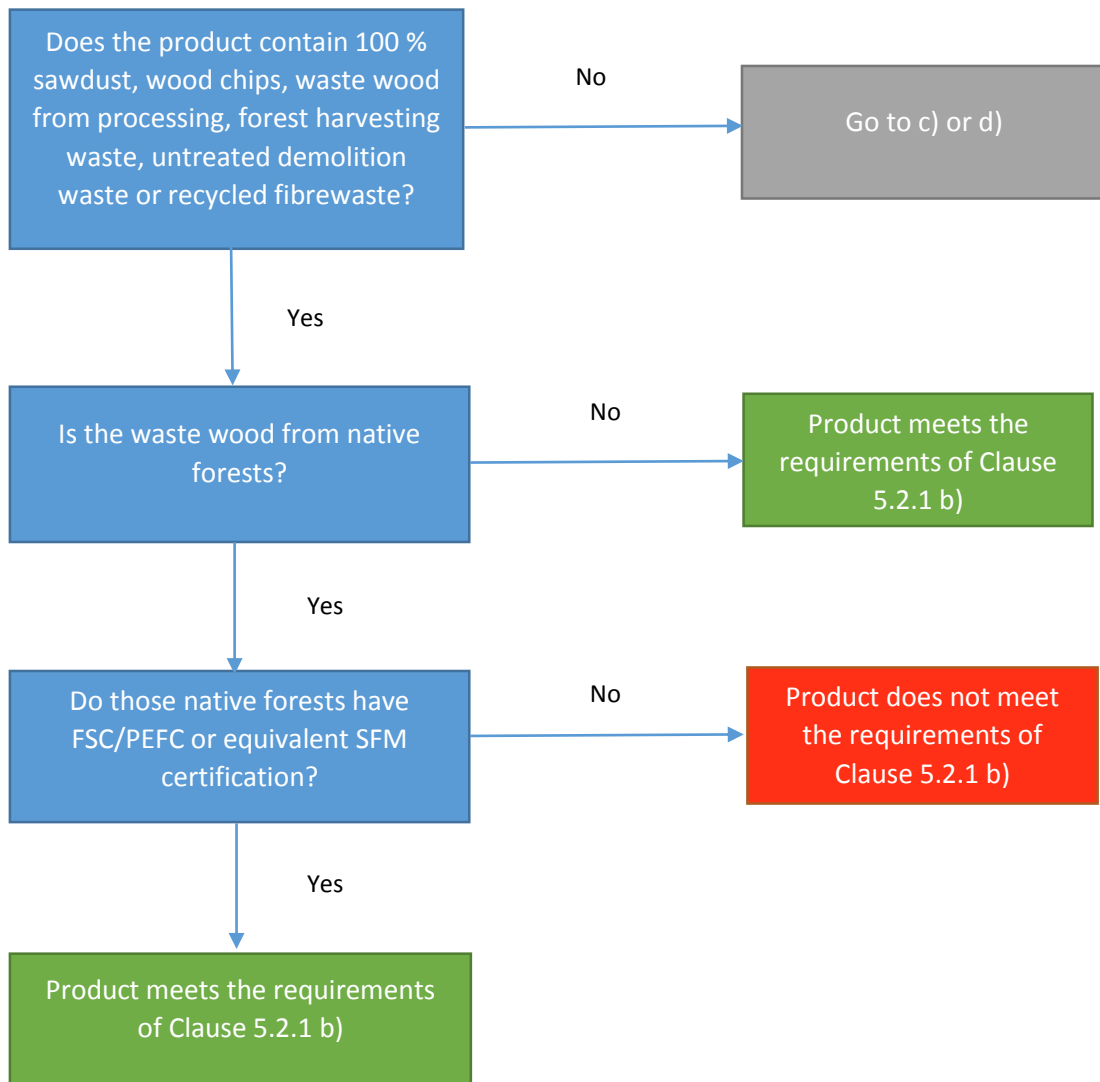 Does the product contain 100 %
sawdust, wood chips, waste wood
from processing, forest harvesting
waste, untreated demolition
waste or recycled fibrewaste?
No
Go to c) or d)
Yes
Is the waste wood from native
forests?
No
Product meets the
requirements of Clause
5.2.1 b)
Yes
Do those native forests have
FSC/PEFC or equivalent SFM
certification?
No
Product does not meet
the requirements of
Clause 5.2.1 b)
Yes
Product meets the requirements
of Clause 5.2.1 b)